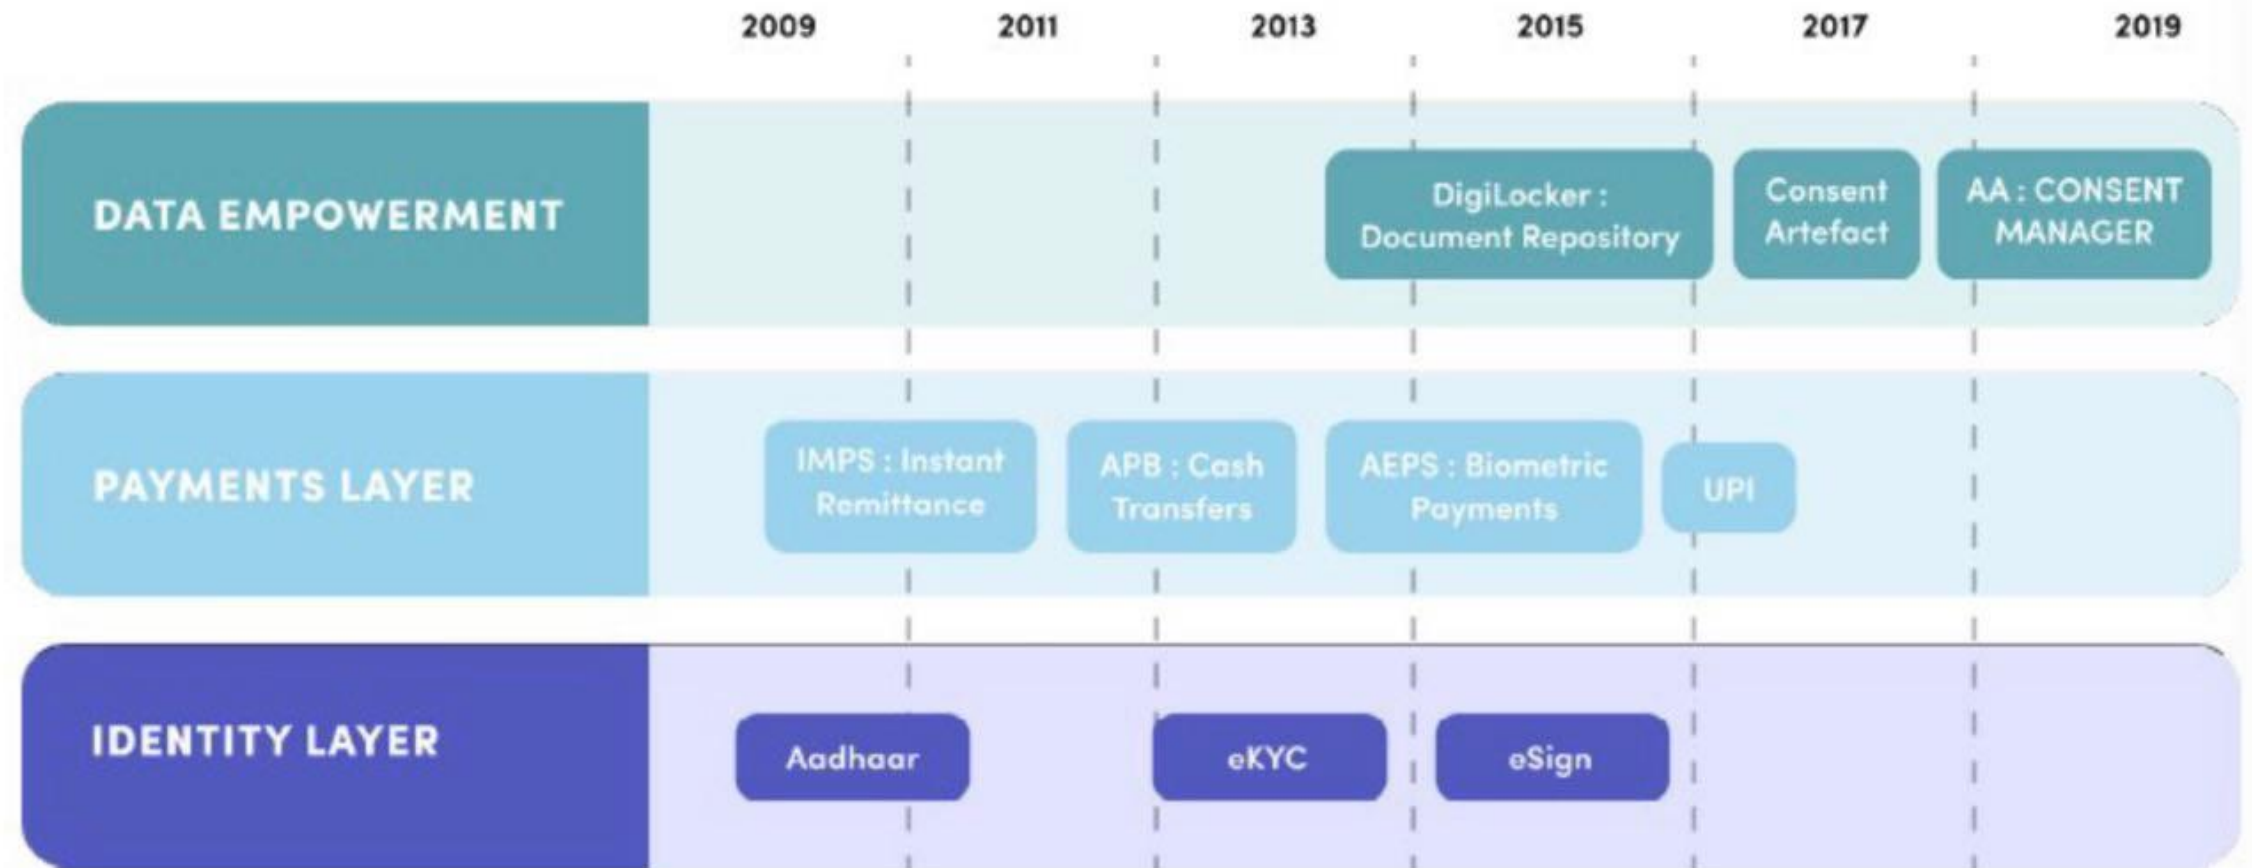 2009 2011 2013 2015 2017 2019
DATA EMPOWERMENT
DigiLocker :
Document Repository
Consent
Artefact
AA : CONSENT
MANAGER
PAYMENTS LAYER
IMPS : Instant
Remittance
APB : Cash
Transfers
AEPS : Biometric
Payments
UPI
IDENTITY LAYER
Aadhaar
eKYC
eSign